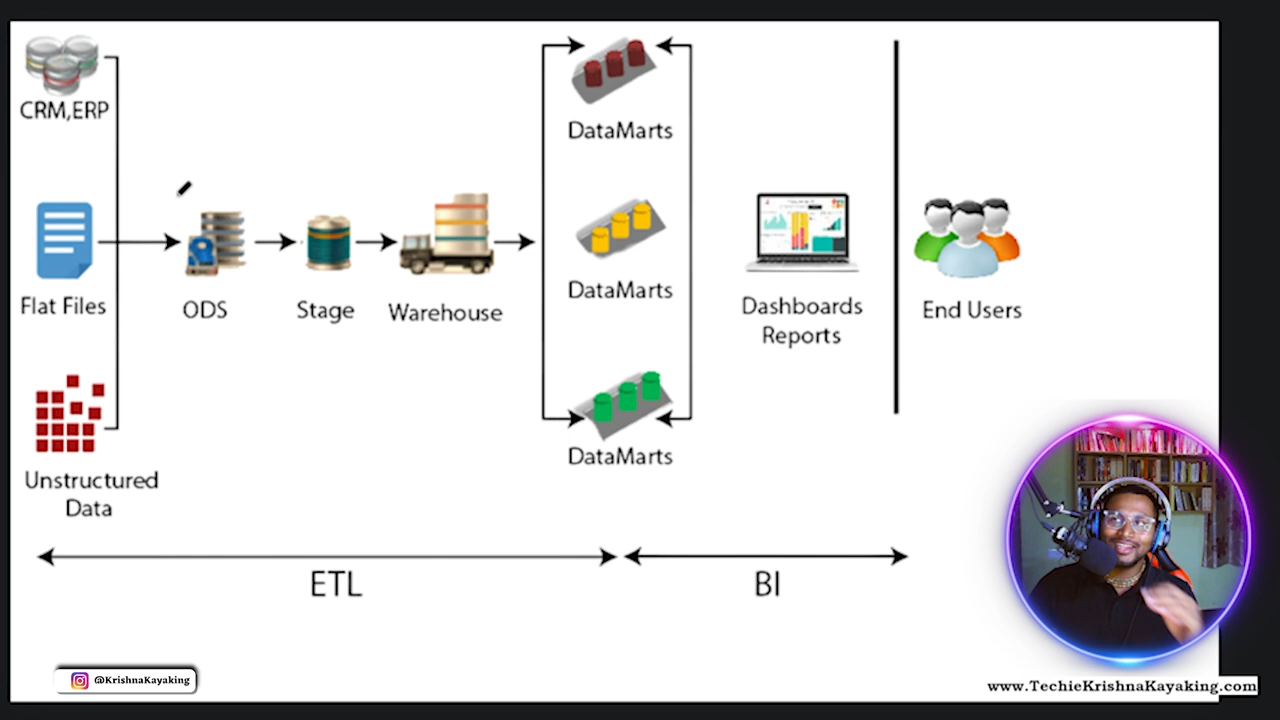 CRM,ERP
Flat Files
Unstructured
Data
ODS
Stage
Warehouse
DataMarts
DataMarts
DataMarts
Dashboards
Reports
End Users
ETL
BI
@KrishnaKayaking
www.TechieKrishnaKayaking.com